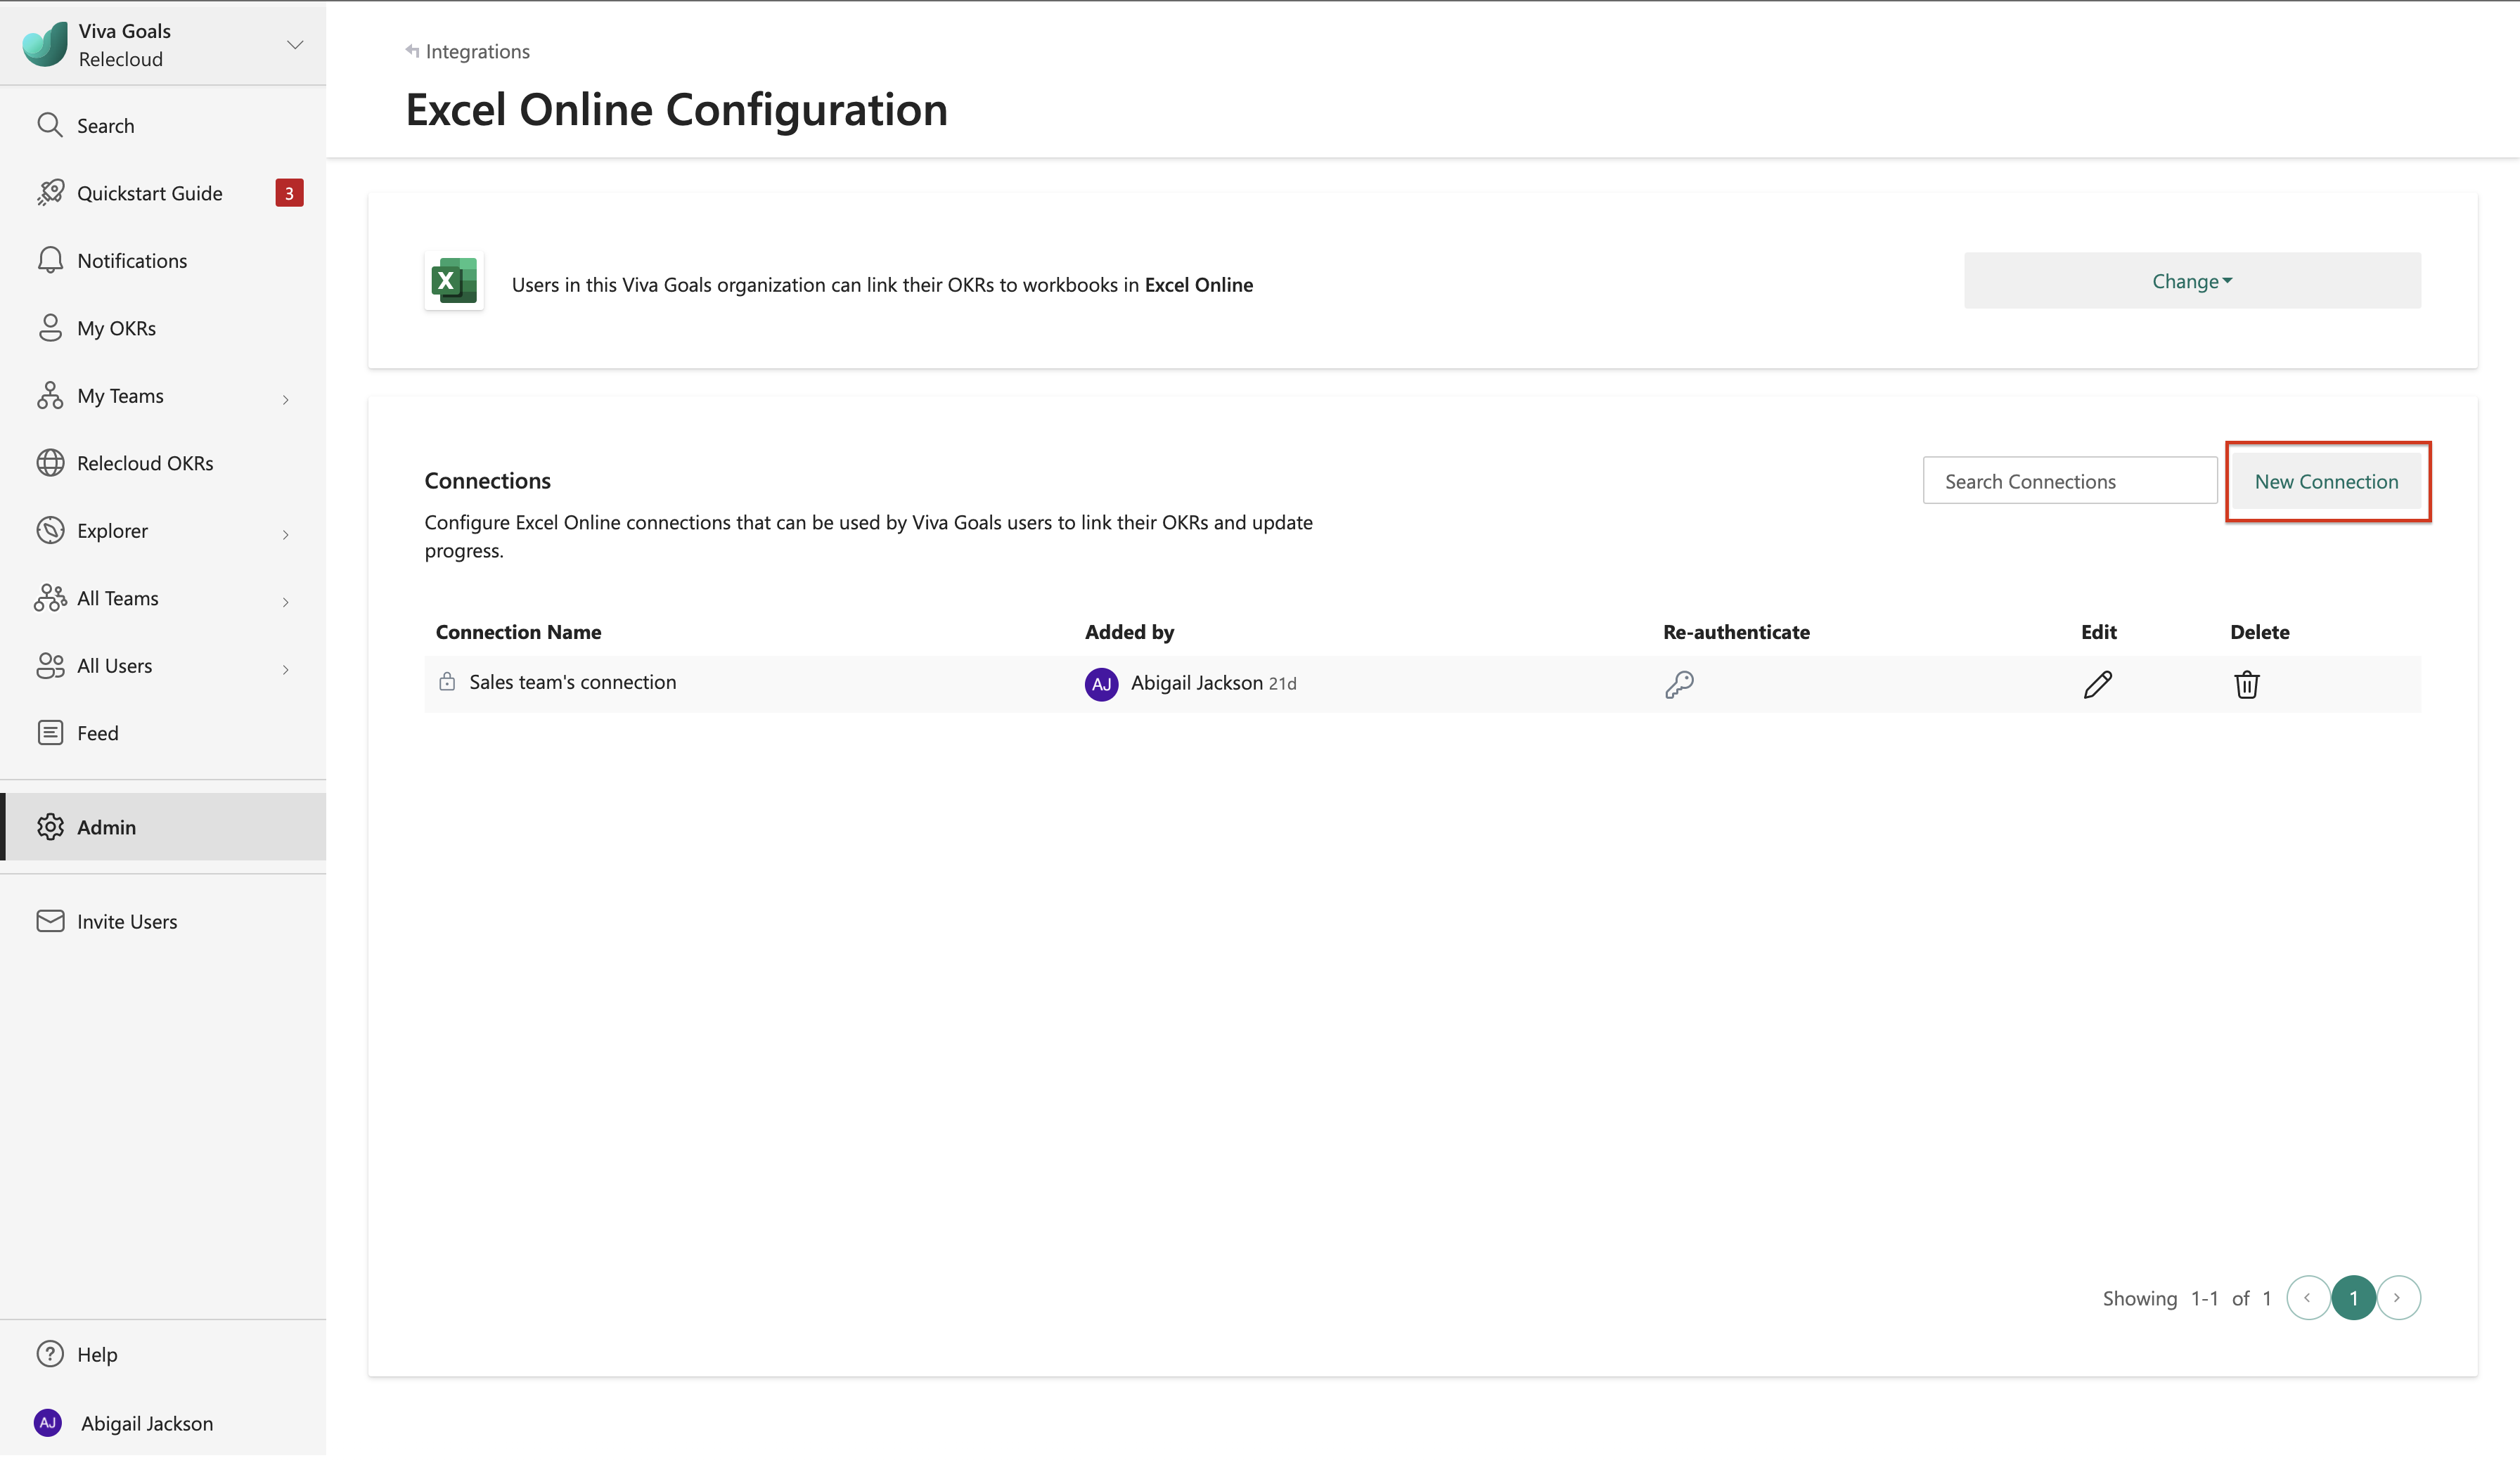 Viva Goals
Relecloud
Search
Quickstart Guide 3
Notifications
My OKRs
My Teams
Relecloud OKRs
Explorer
All Teams
All Users
Feed
Admin
Invite Users
Help
AJ Abigail Jackson
Integrations
Excel Online Configuration
X
Users in this Viva Goals organization can link their OKRs to workbooks in Excel Online
Change
Connections
Search Connections
New Connection
Configure Excel Online connections that can be used by Viva Goals users to link their OKRs and update
progress.
Connection Name Added by Re-authenticate Edit Delete
Sales team's connection AJ Abigail Jackson 21d
Showing 1-1 of 1 1